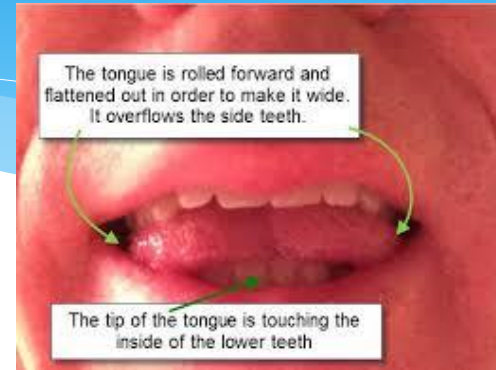 The tongue is rolled forward and
flattened out in order to make it wide.
It overflows the side teeth.
The tip of the tongue is touching the
inside of the lower teeth